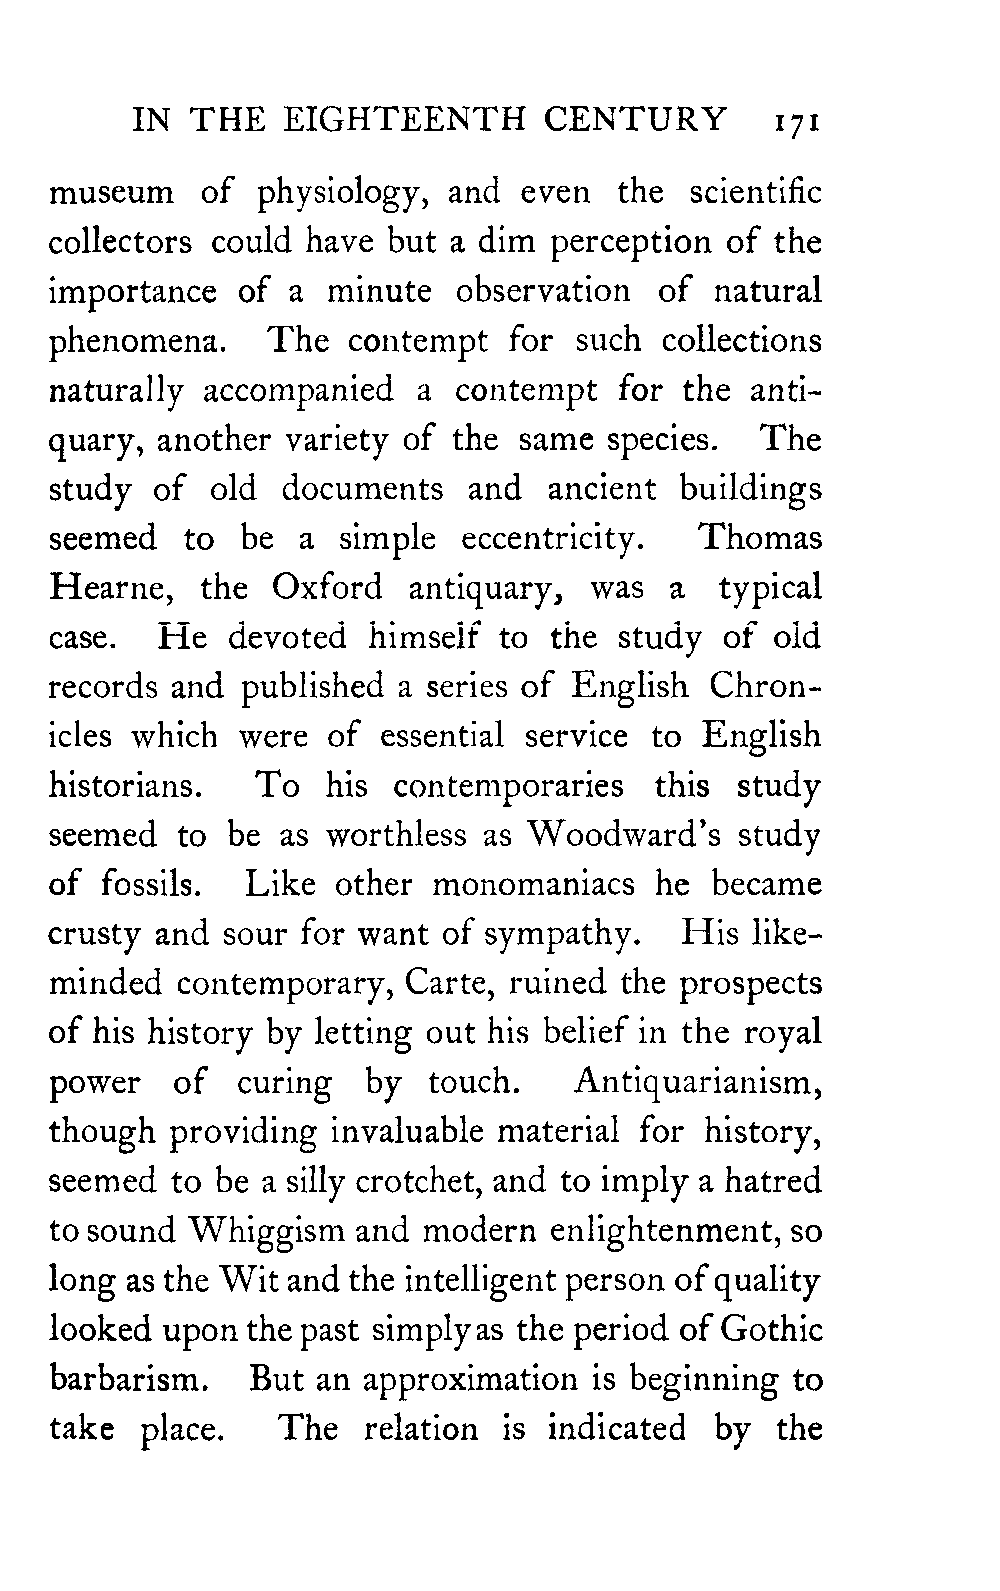 IN THE EIGHTEENTH CENTURY 171
museum of physiology, and even the scientific
collectors could have but a dim perception of the
importance of a minute observation of natural
phenomena. The contempt for such collections
naturally accompanied a contempt for the anti-
quary, another variety of the same species. The
study of old documents and ancient buildings
seemed to be a simple eccentricity. Thomas
Hearne, the Oxford antiquary, was a typical
case. He devoted himself to the study of old
records and published a series of English Chron-
icles which were of essential service to English
historians. To his contemporaries this study
seemed to be as worthless as Woodward's study
of fossils. Like other monomaniacs he became
crusty and sour for want of sympathy. His like-
minded contemporary, Carte, ruined the prospects
of his history by letting out his belief in the royal
power of curing by touch. Antiquarianism,
though providing invaluable material for history,
seemed to be a silly crotchet, and to imply a hatred
to sound Whiggism and modern enlightenment, so
long as the Wit and the intelligent person of quality
looked upon the past simply as the period of Gothic
barbarism. But an approximation is beginning to
take place. The relation is indicated by the